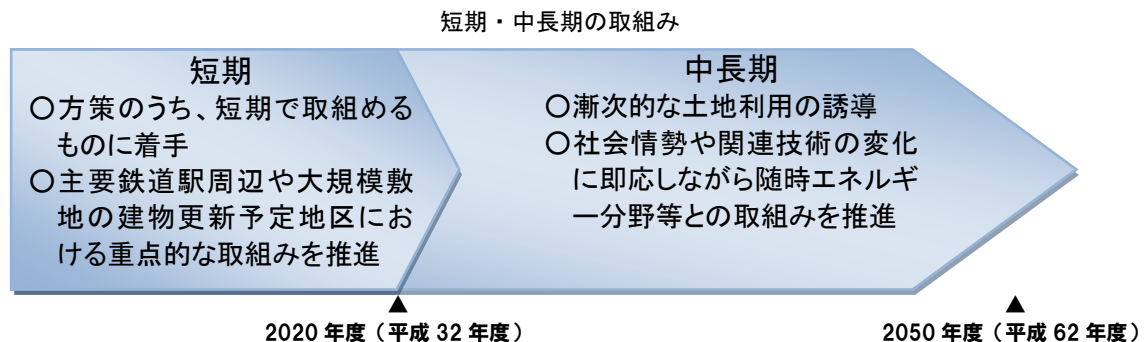 短期・中長期の取組み
短期
○方策のうち、短期で取組める
ものに着手
○主要鉄道駅周辺や大規模敷
地の建物更新予定地区にお
ける重点的な取組みを推進
中長期
○漸次的な土地利用の誘導
○社会情勢や関連技術の変化
に即応しながら随時エネルギ
ー分野等との取組みを推進
▲
2020 年度(平成 32 年度)
▲
2050 年度(平成 62 年度)